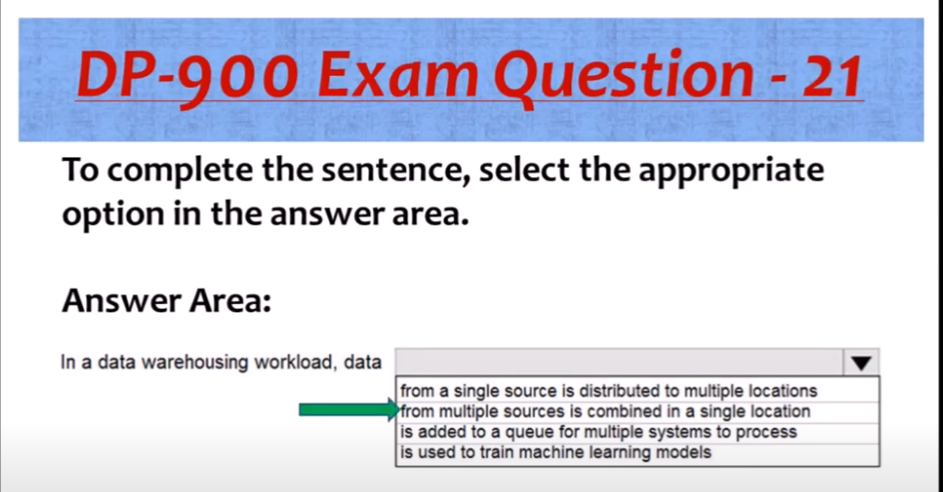 DP-900 Exam Question - 21
To complete the sentence, select the appropriate
option in the answer area.
Answer Area:
In a data warehousing workload, data
from a single source is distributed to multiple locations
from multiple sources is combined in a single location
is added to a queue for multiple systems to process
is used to train machine learning models